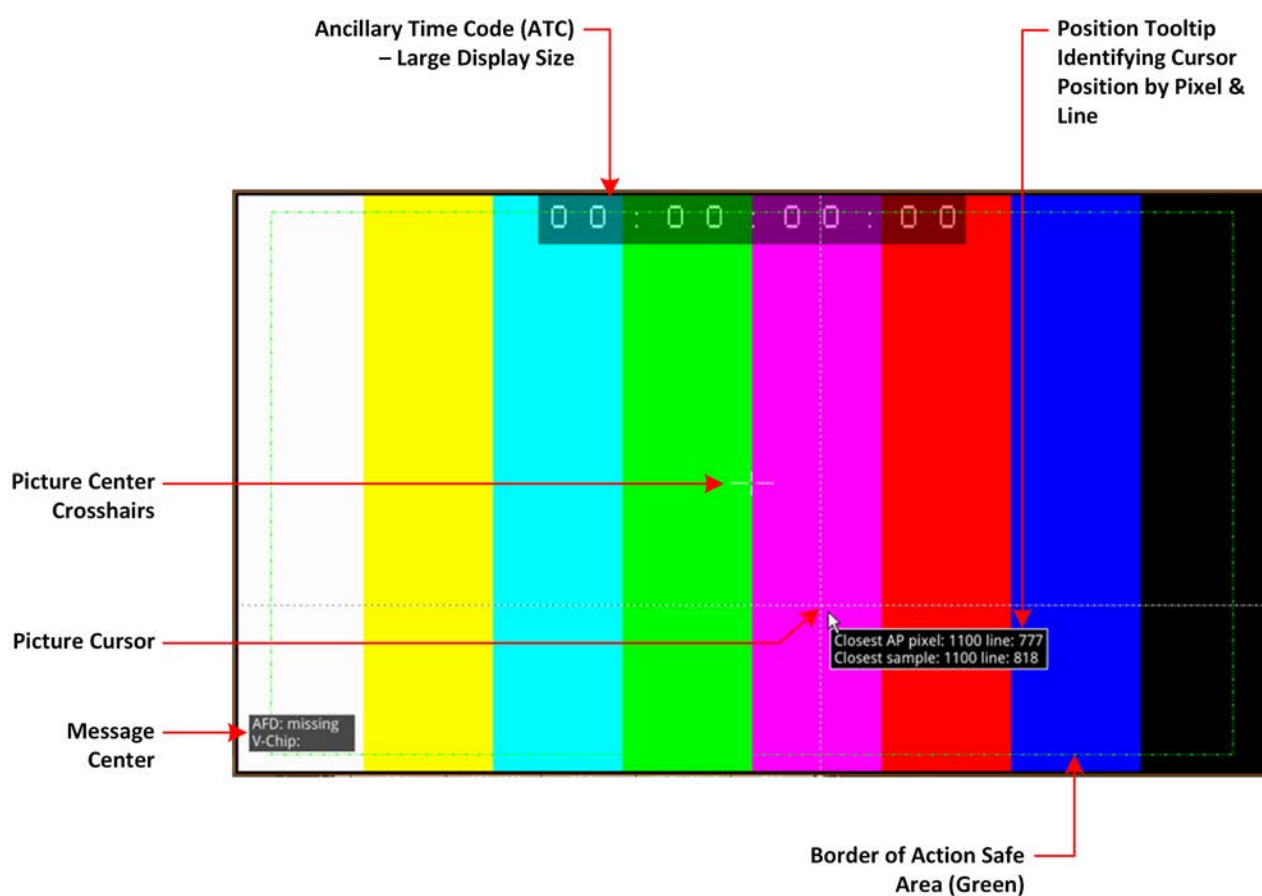 Ancillary Time Code (ATC)
– Large Display Size
Position Tooltip
Identifying Cursor
Position by Pixel &
Line
00:00:00:00
Picture Center
Crosshairs
Picture Cursor
Closest AP pixel: 1100 line: 777
Closest sample: 1100 line: 818
Message
Center
AFD: missing
V-Chip:
Border of Action Safe
Area (Green)